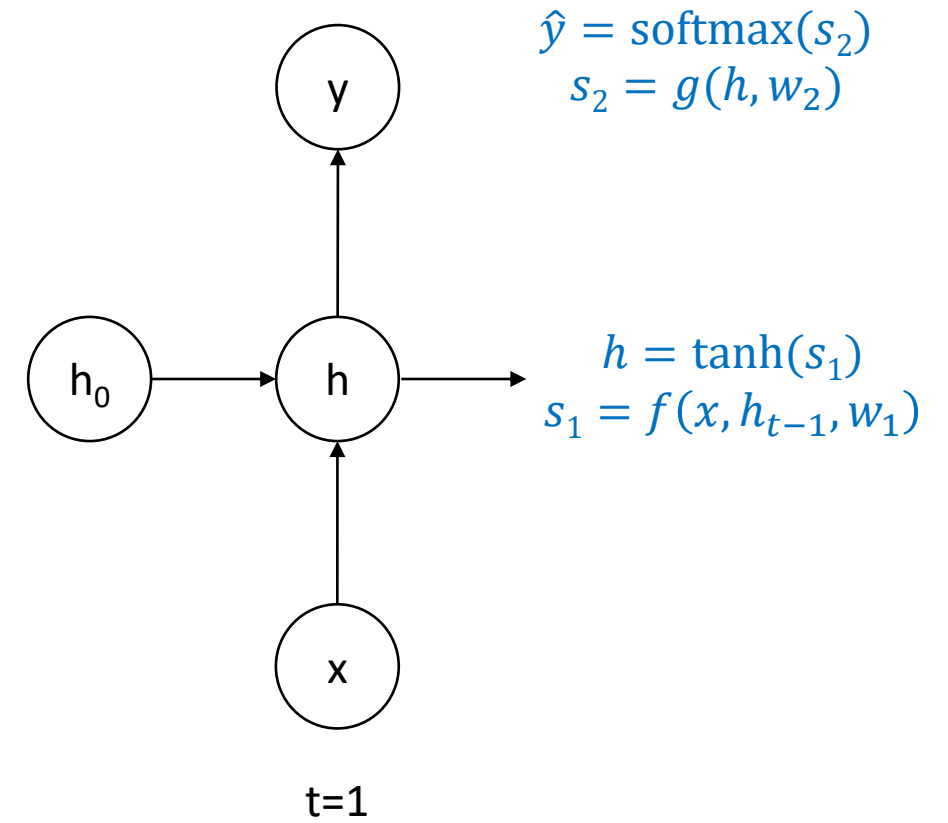 ŷ = softmax(s₂)
y
s₂ = g(h, w₂)
h = tanh(s₁)
h₀
h
s₁ = f(x, hₜ₋₁, w₁)
x
t=1